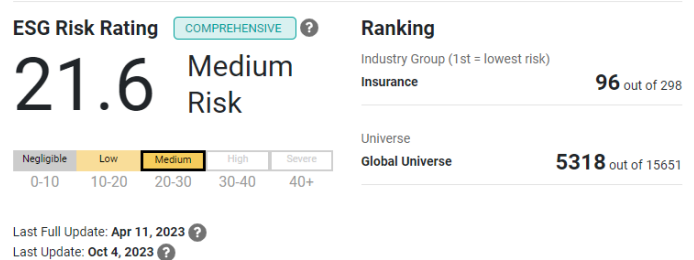 ESG Risk Rating COMPREHENSIVE ?
21.6 Medium Risk
Negligible Low Medium High Severe
0-10 10-20 20-30 30-40 40+
Last Full Update: Apr 11, 2023 ?
Last Update: Oct 4, 2023 ?
Ranking
Industry Group (1st = lowest risk)
Insurance 96 out of 298
Universe
Global Universe 5318 out of 15651